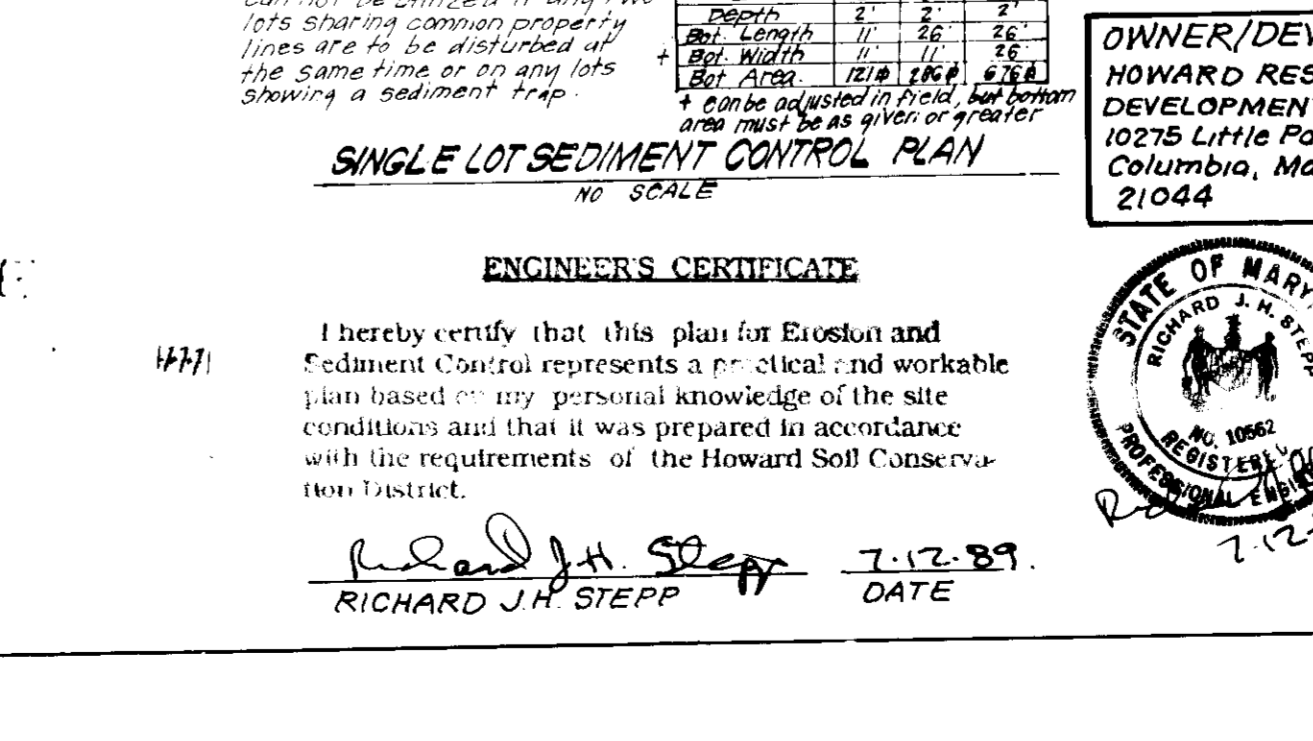 lots sharing common property
lines are to be disturbed at
the same time or on any lots
showing a sediment trap.
Depth 2' 2' 2'
Bot. Length 11' 26' 26'
+ Bot. Width 11' 11' 26'
Bot Area. 121⌀ 286⌀ 676⌀
+ can be adjusted in field, but bottom
area must be as given or greater
SINGLE LOT SEDIMENT CONTROL PLAN
NO SCALE
OWNER/DEV
HOWARD RES
DEVELOPMEN
10275 Little Pa
Columbia, Ma
21044
ENGINEER'S CERTIFICATE
I hereby certify that this plan for Erosion and
Sediment Control represents a practical and workable
plan based on my personal knowledge of the site
conditions and that it was prepared in accordance
with the requirements of the Howard Soil Conserva-
tion District.
Richard J.H. Stepp 7·12·89.
RICHARD J.H. STEPP DATE
STATE OF MARY
RICHARD J. H. STEPP
NO. 10562
REGISTERED
PROFESSIONAL ENGI
7·12·